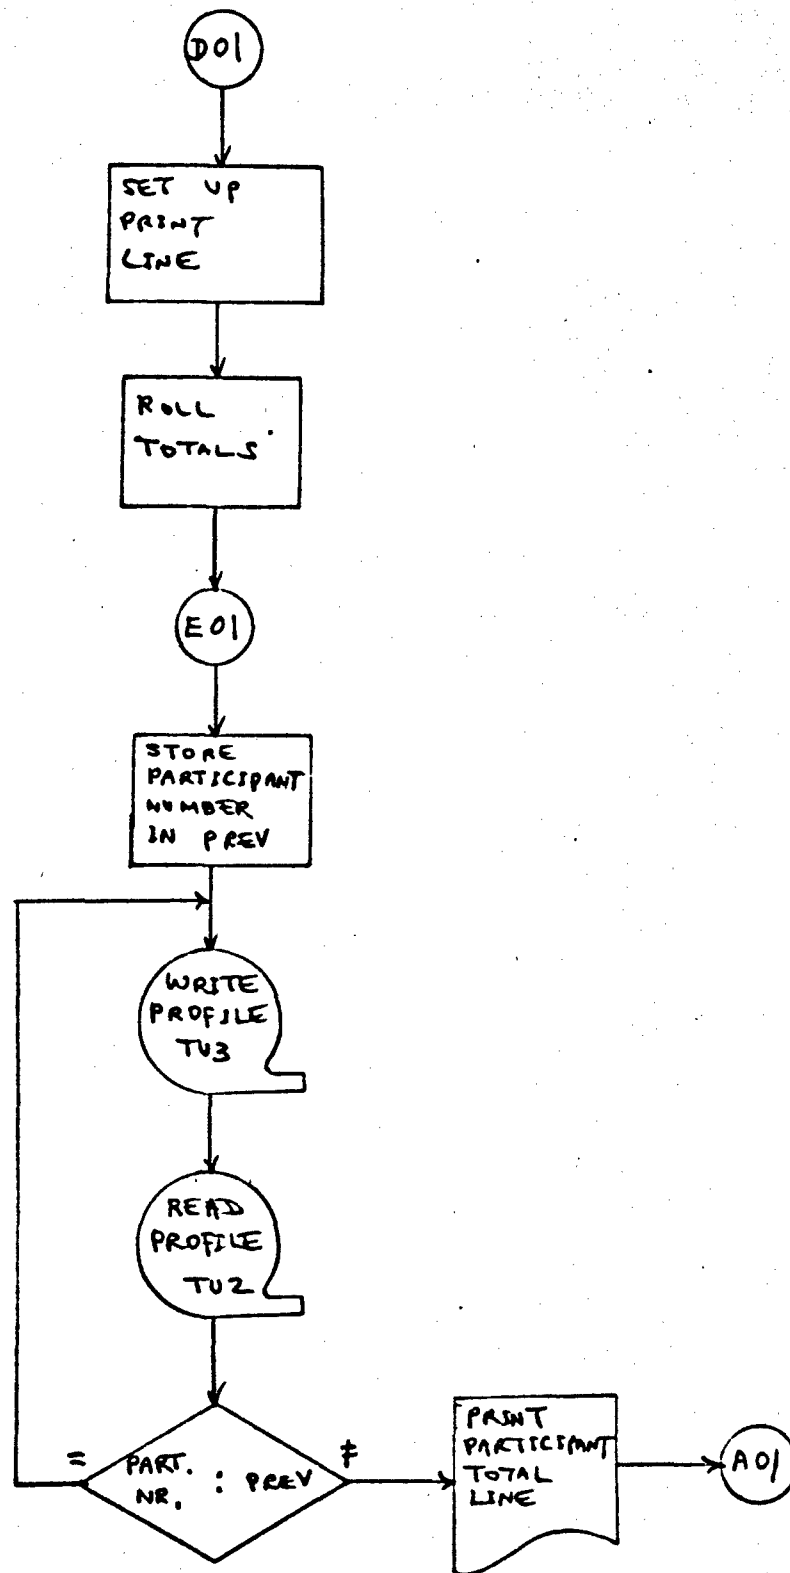 D01
SET UP
PRINT
LINE
ROLL
TOTALS
E01
STORE
PARTICIPANT
NUMBER
IN PREV
WRITE
PROFILE
TU3
READ
PROFILE
TU2
= PART. NR. : PREV ≠
PRINT
PARTICIPANT
TOTAL
LINE
A01